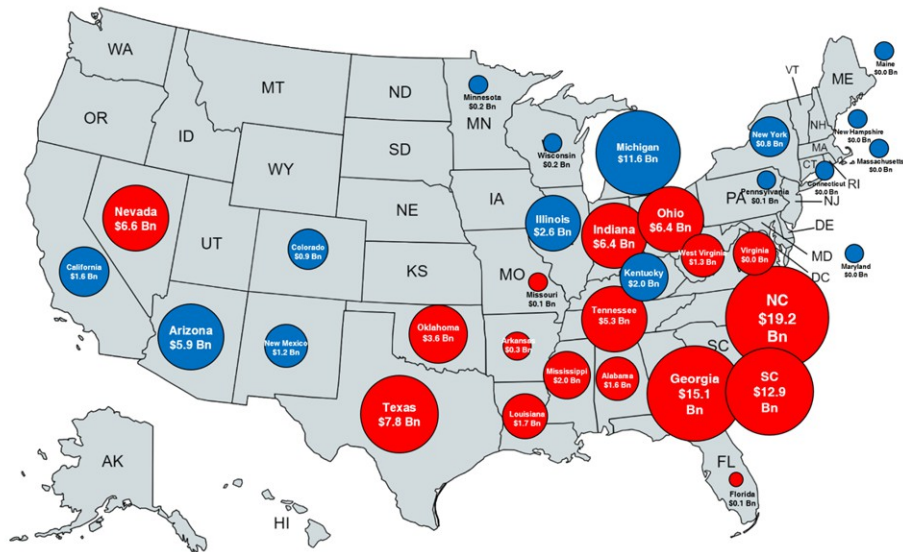 WA
MT
ND
MN
OR
ID
SD
WY
IA
NE
UT
KS
MO
PA
VT
NH
ME
MA
CT
RI
NJ
DE
MD
DC
SC
FL
AK
HI
Maine
$0.0 Bn
Minnesota
$0.2 Bn
Wisconsin
$0.2 Bn
Michigan
$11.6 Bn
New York
$0.8 Bn
New Hampshire
$0.0 Bn
Massachusetts
$0.0 Bn
Connecticut
$0.0 Bn
Pennsylvania
$0.1 Bn
Nevada
$6.6 Bn
California
$1.6 Bn
Colorado
$0.9 Bn
Illinois
$2.6 Bn
Indiana
$6.4 Bn
Ohio
$6.4 Bn
West Virginia
$1.3 Bn
Virginia
$0.0 Bn
Maryland
$0.0 Bn
Kentucky
$2.0 Bn
Missouri
$0.1 Bn
Arizona
$5.9 Bn
New Mexico
$1.2 Bn
Oklahoma
$3.6 Bn
Arkansas
$0.3 Bn
Tennessee
$5.3 Bn
NC
$19.2
Bn
Mississippi
$2.0 Bn
Alabama
$1.6 Bn
Georgia
$15.1
Bn
SC
$12.9
Bn
Texas
$7.8 Bn
Louisiana
$1.7 Bn
Florida
$0.1 Bn